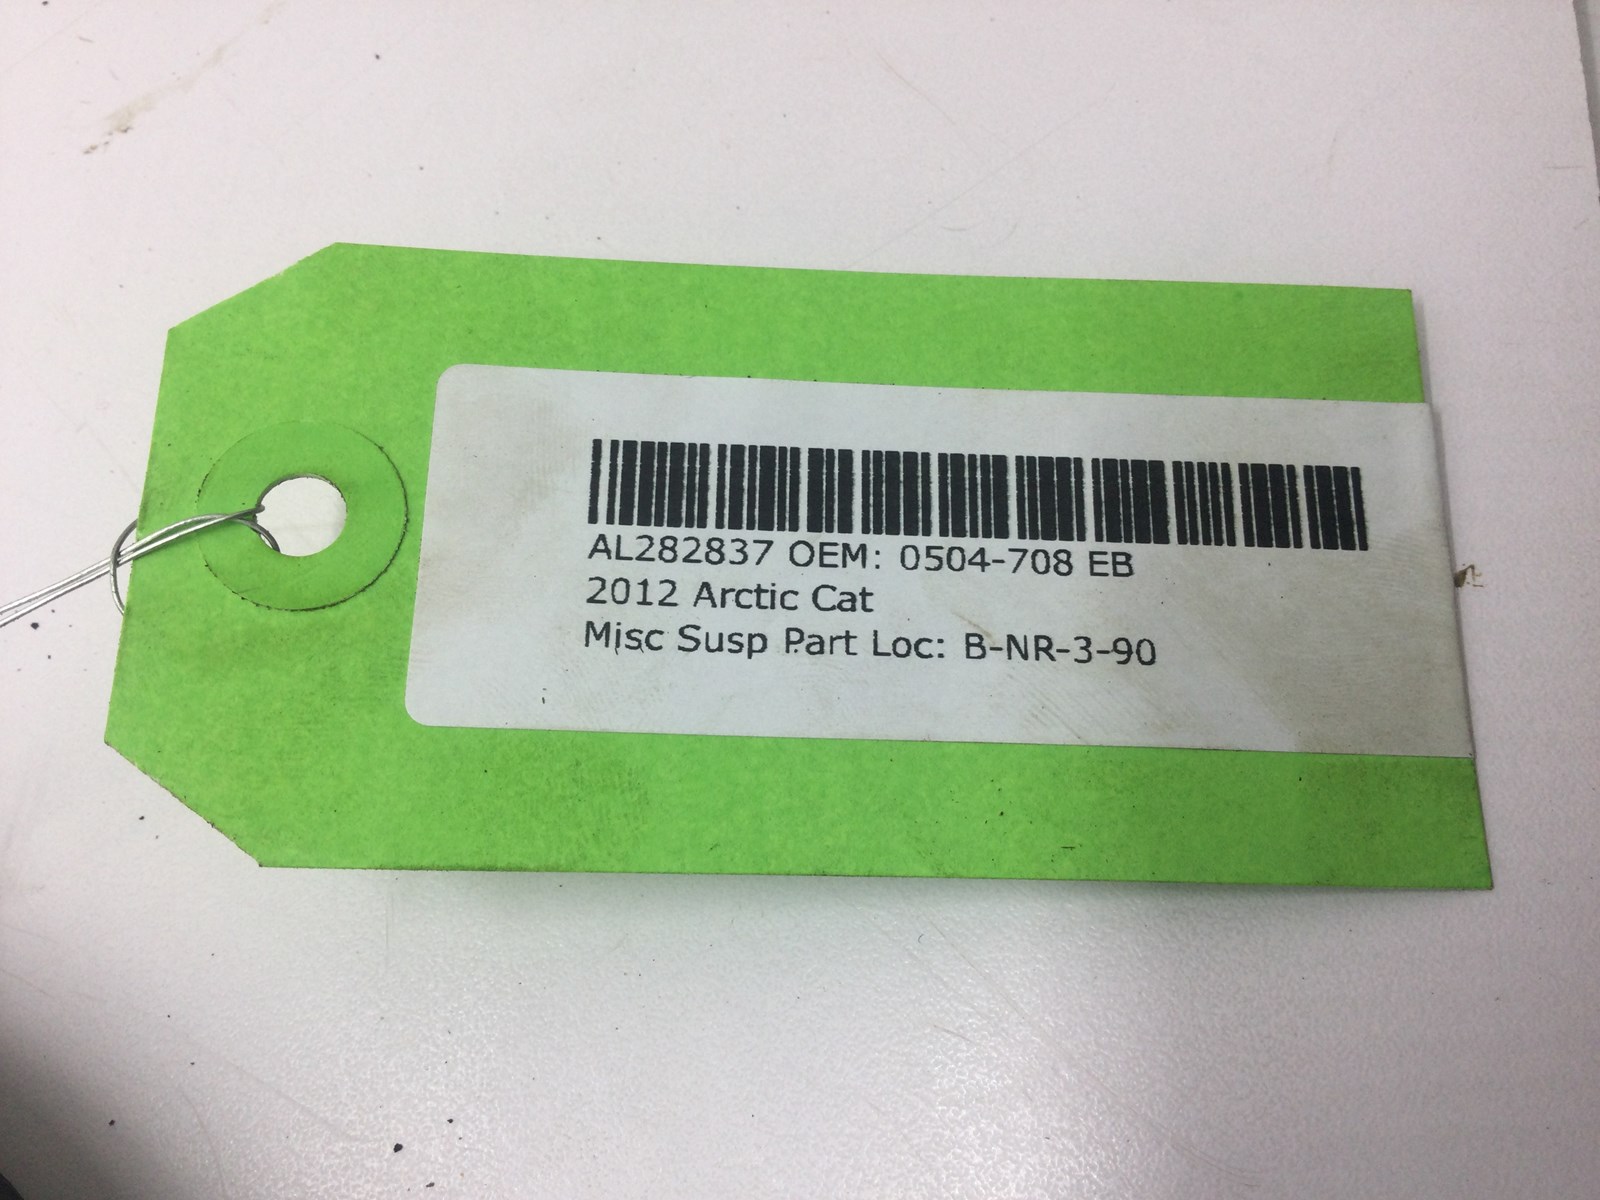 AL282837 OEM: 0504-708 EB
2012 Arctic Cat
Misc Susp Part Loc: B-NR-3-90